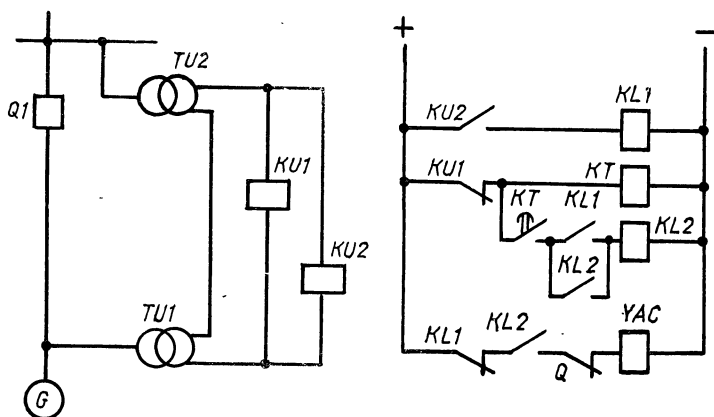 TU2
Q1
KU1
KU2
TU1
G
+ −
KU2 KL1
KU1 KT
KT KL1 KL2
KL2
KL1 KL2 YAC
Q